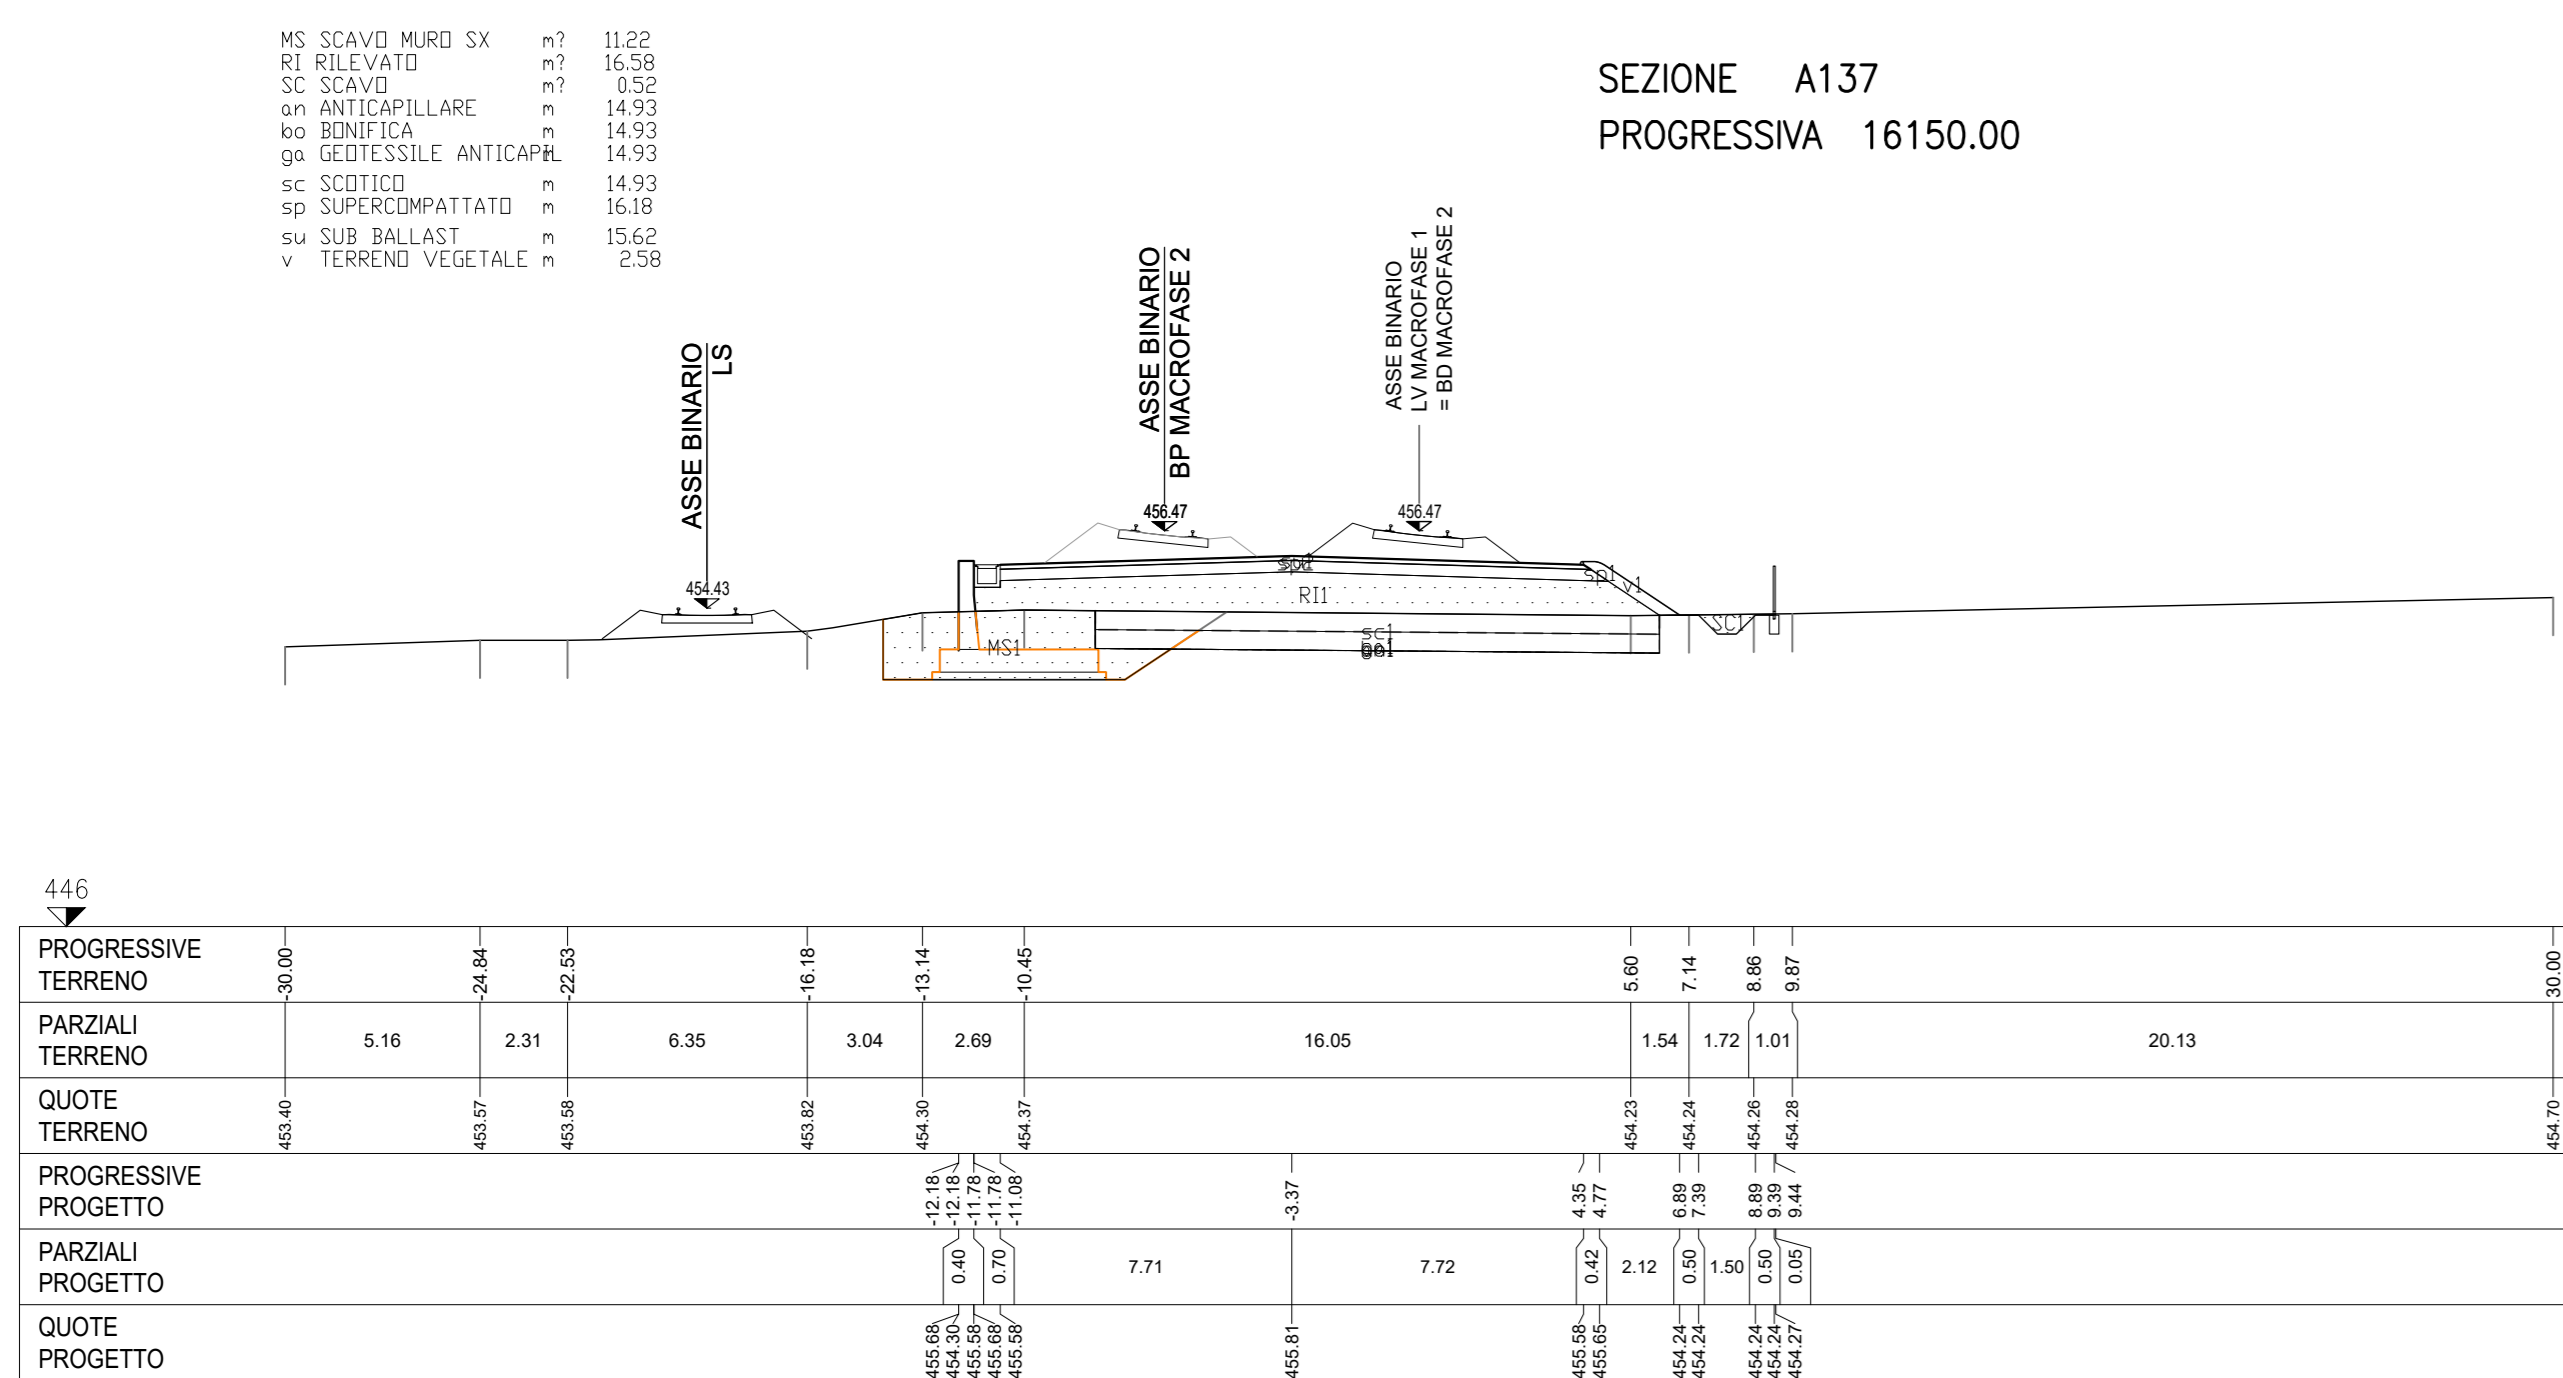 MS SCAVO MURO SX m? 11.22
RI RILEVATO m? 16.58
SC SCAVO m? 0.52
an ANTICAPILLARE m 14.93
bo BONIFICA m 14.93
ga GEOTESSILE ANTICAPIL m 14.93
sc SCOTICO m 14.93
sp SUPERCOMPATTATO m 16.18
su SUB BALLAST m 15.62
v TERRENO VEGETALE m 2.58
SEZIONE A137
PROGRESSIVA 16150.00
ASSE BINARIO
LS
454.43
ASSE BINARIO
BP MACROFASE 2
456.47
ASSE BINARIO
LV MACROFASE 1
= BD MACROFASE 2
456.47
sp1
v1
RI1
SC1
sc1
MS1
446
PROGRESSIVE
TERRENO
-30.00 -24.84 -22.53 -16.18 -13.14 -10.45 5.60 7.14 8.86 9.87 30.00
PARZIALI
TERRENO
5.16 2.31 6.35 3.04 2.69 16.05 1.54 1.72 1.01 20.13
QUOTE
TERRENO
453.40 453.57 453.58 453.82 454.30 454.37 454.23 454.24 454.26 454.28 454.70
PROGRESSIVE
PROGETTO
-12.18 -12.18 -11.78 -11.78 -11.08 -3.37 4.35 4.77 6.89 7.39 8.89 9.39 9.44
PARZIALI
PROGETTO
0.40 0.70 7.71 7.72 0.42 2.12 0.50 1.50 0.50 0.05
QUOTE
PROGETTO
455.68 454.30 455.58 455.68 455.58 455.81 455.58 455.65 454.24 454.24 454.24 454.24 454.27